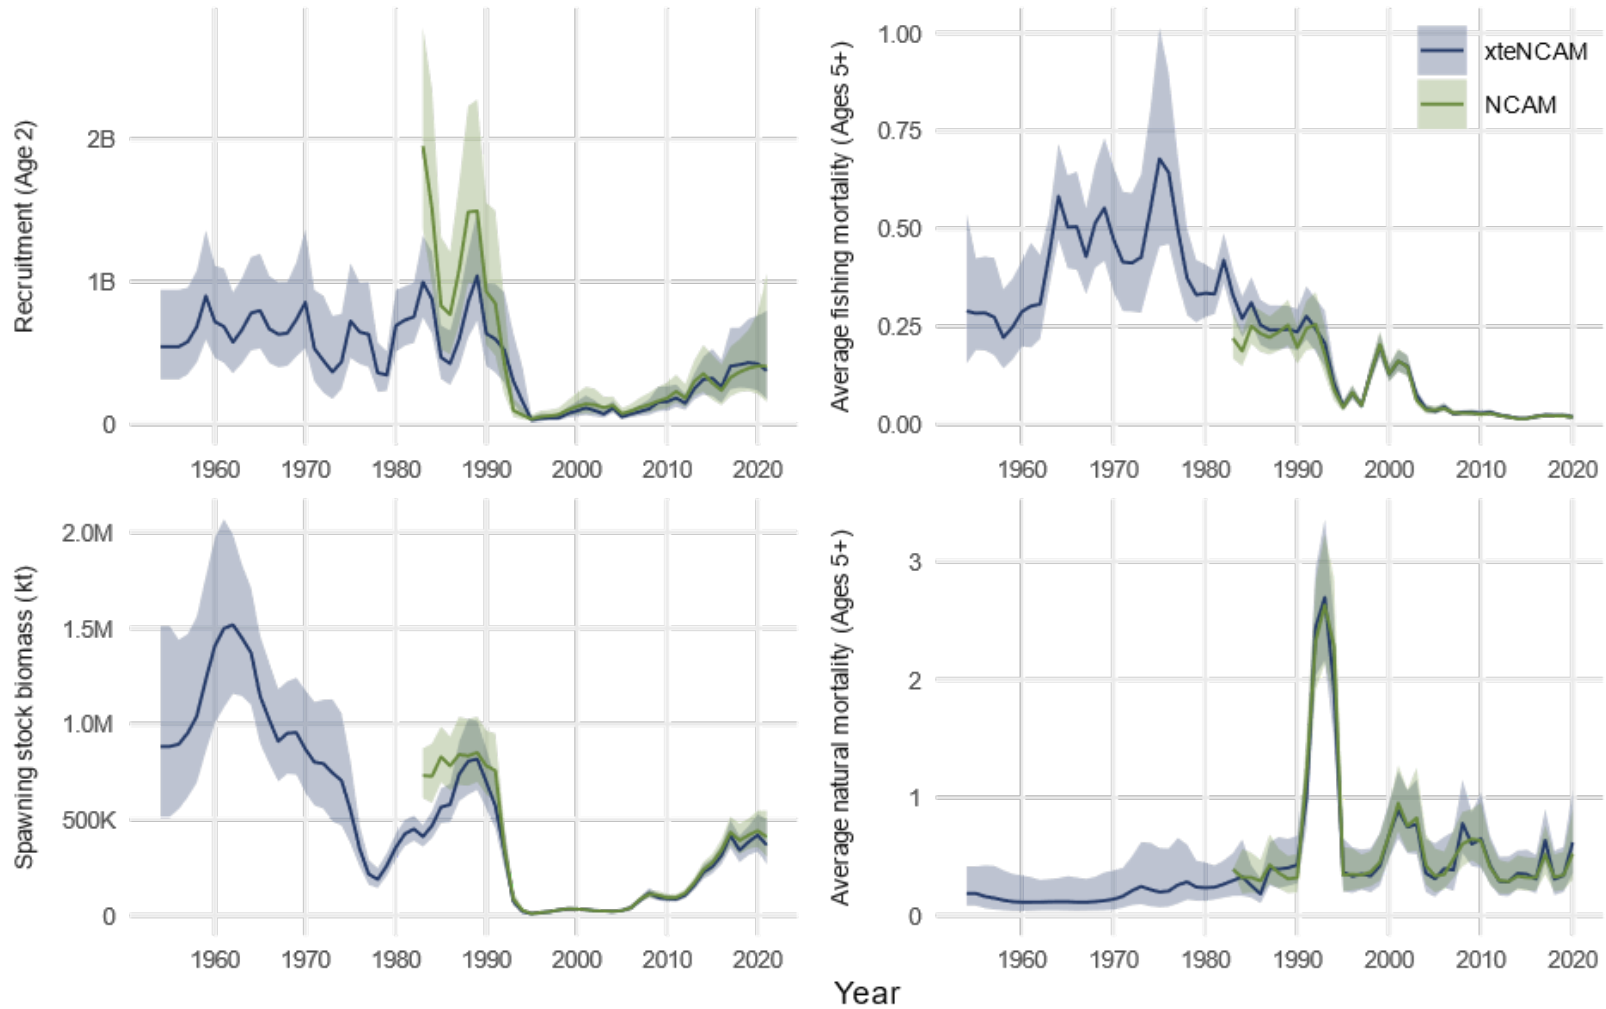 Recruitment (Age 2)
2B
1B
0
1960 1970 1980 1990 2000 2010 2020
Average fishing mortality (Ages 5+)
1.00
0.75
0.50
0.25
0.00
xteNCAM
NCAM
1960 1970 1980 1990 2000 2010 2020
Spawning stock biomass (kt)
2.0M
1.5M
1.0M
500K
0
1960 1970 1980 1990 2000 2010 2020
Average natural mortality (Ages 5+)
3
2
1
0
1960 1970 1980 1990 2000 2010 2020
Year